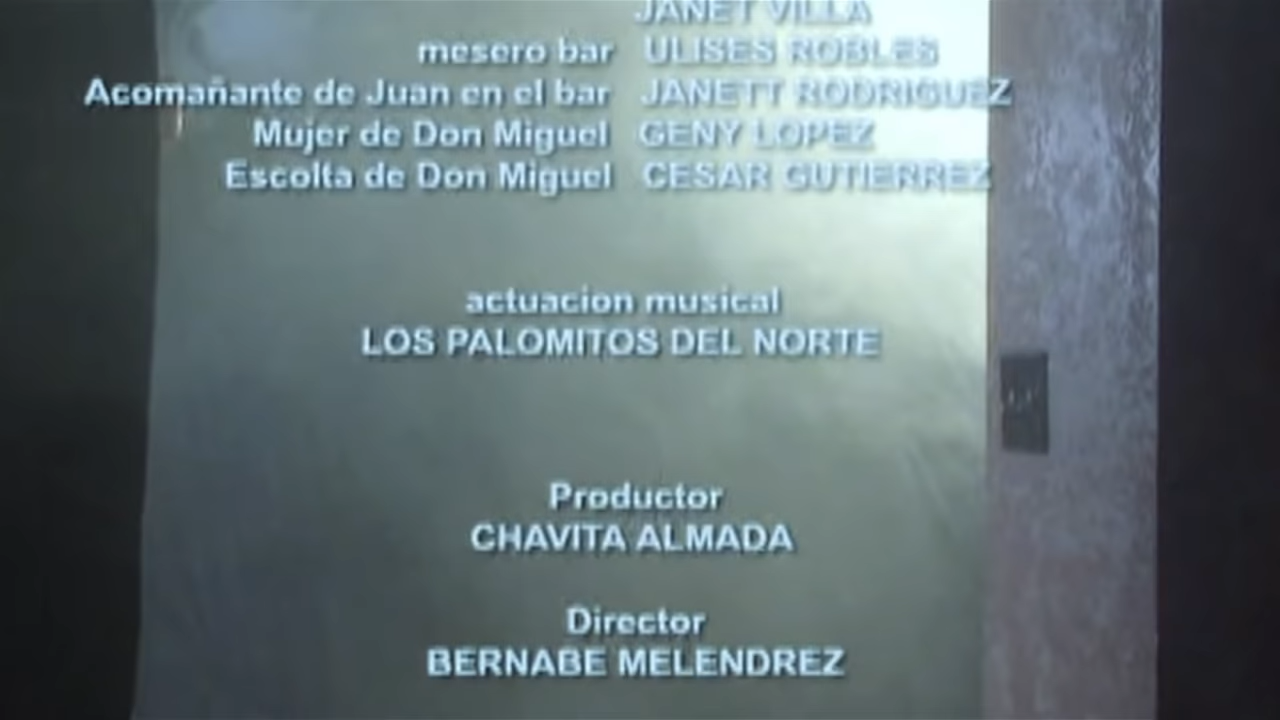 JANET VILLA
mesero bar ULISES ROBLES
Acomañante de Juan en el bar JANETT RODRIGUEZ
Mujer de Don Miguel GENY LOPEZ
Escolta de Don Miguel CESAR GUTIERREZ
actuacion musical
LOS PALOMITOS DEL NORTE
Productor
CHAVITA ALMADA
Director
BERNABE MELENDREZ